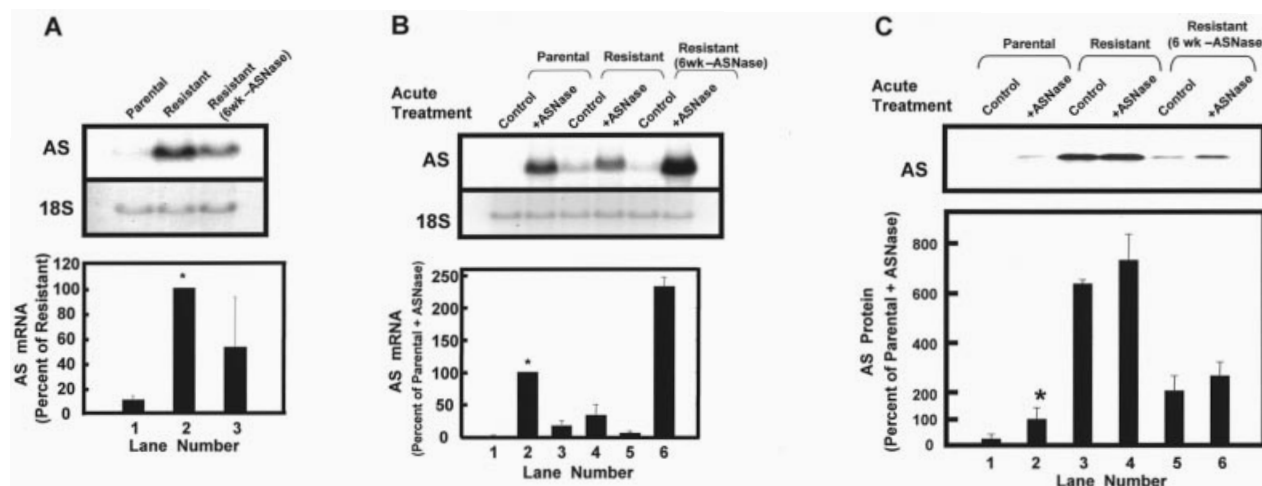 A
Parental
Resistant
Resistant
(6wk –ASNase)
AS
18S
AS mRNA
(Percent of Resistant)
120
100
80
60
40
20
0
*
1 2 3
Lane Number
B
Parental Resistant Resistant
(6wk –ASNase)
Acute
Treatment
Control +ASNase Control +ASNase Control +ASNase
AS
18S
AS mRNA
(Percent of Parental + ASNase)
250
200
150
100
50
0
*
1 2 3 4 5 6
Lane Number
C
Parental Resistant Resistant
(6 wk –ASNase)
Acute
Treatment
Control +ASNase Control +ASNase Control +ASNase
AS
AS Protein
(Percent of Parental + ASNase)
800
600
400
200
100
0
*
1 2 3 4 5 6
Lane Number